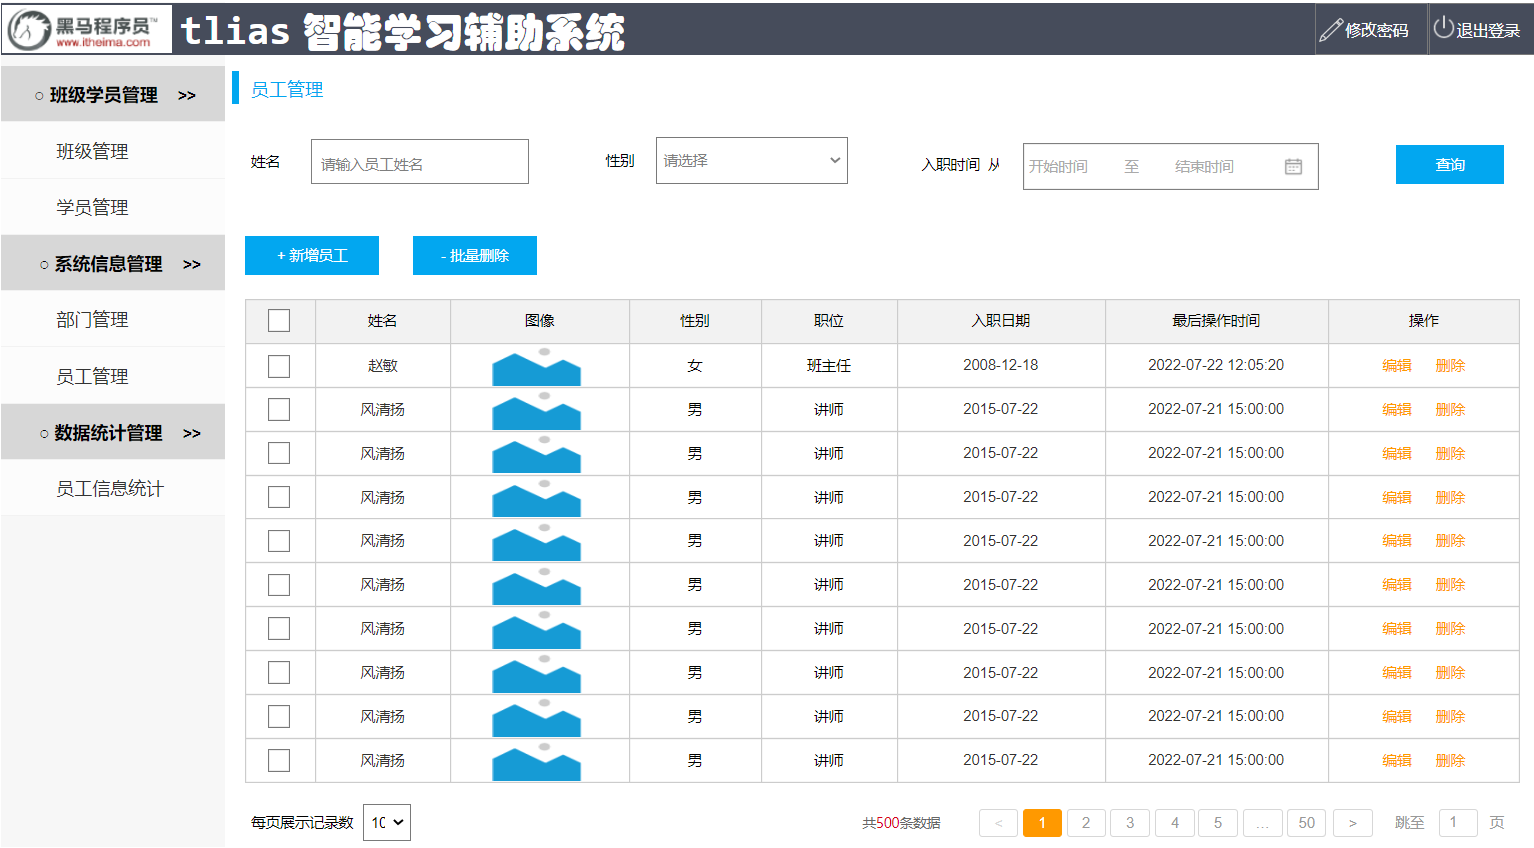 黑马程序员™
www.itheima.com
tlias 智能学习辅助系统
修改密码
退出登录
○ 班级学员管理 >>
班级管理
学员管理
○ 系统信息管理 >>
部门管理
员工管理
○ 数据统计管理 >>
员工信息统计
员工管理
姓名 请输入员工姓名 性别 请选择 入职时间 从 开始时间 至 结束时间 查询
+ 新增员工 - 批量删除
姓名 图像 性别 职位 入职日期 最后操作时间 操作
赵敏 女 班主任 2008-12-18 2022-07-22 12:05:20 编辑 删除
风清扬 男 讲师 2015-07-22 2022-07-21 15:00:00 编辑 删除
风清扬 男 讲师 2015-07-22 2022-07-21 15:00:00 编辑 删除
风清扬 男 讲师 2015-07-22 2022-07-21 15:00:00 编辑 删除
风清扬 男 讲师 2015-07-22 2022-07-21 15:00:00 编辑 删除
风清扬 男 讲师 2015-07-22 2022-07-21 15:00:00 编辑 删除
风清扬 男 讲师 2015-07-22 2022-07-21 15:00:00 编辑 删除
风清扬 男 讲师 2015-07-22 2022-07-21 15:00:00 编辑 删除
风清扬 男 讲师 2015-07-22 2022-07-21 15:00:00 编辑 删除
风清扬 男 讲师 2015-07-22 2022-07-21 15:00:00 编辑 删除
每页展示记录数 10 共500条数据 < 1 2 3 4 5 ... 50 > 跳至 1 页